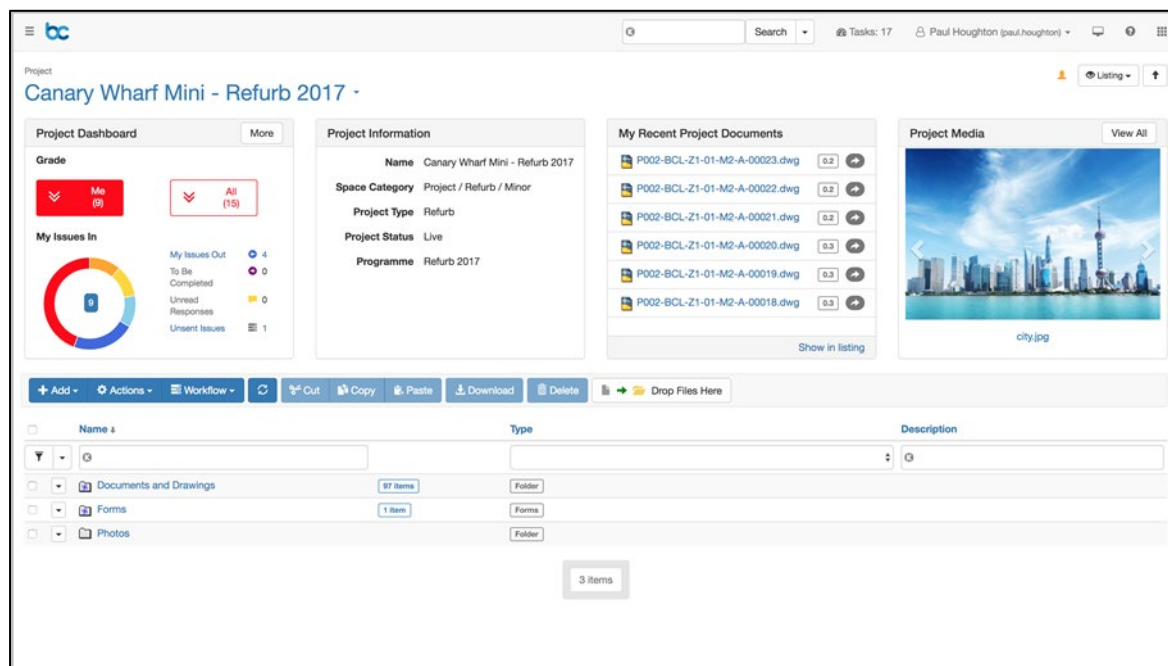 bc
Search
Tasks: 17
Paul Houghton (paul.houghton)
Project
Canary Wharf Mini - Refurb 2017
Listing
Project Dashboard
More
Grade
Me
(9)
All
(15)
My Issues In
9
My Issues Out 4
To Be
Completed 0
Unread
Responses 0
Unsent Issues 1
Project Information
Name Canary Wharf Mini - Refurb 2017
Space Category Project / Refurb / Minor
Project Type Refurb
Project Status Live
Programme Refurb 2017
My Recent Project Documents
P002-BCL-Z1-01-M2-A-00023.dwg 0.2
P002-BCL-Z1-01-M2-A-00022.dwg 0.2
P002-BCL-Z1-01-M2-A-00021.dwg 0.2
P002-BCL-Z1-01-M2-A-00020.dwg 0.3
P002-BCL-Z1-01-M2-A-00019.dwg 0.3
P002-BCL-Z1-01-M2-A-00018.dwg 0.3
Show in listing
Project Media
View All
city.jpg
Add Actions Workflow Cut Copy Paste Download Delete Drop Files Here
Name Type Description
Documents and Drawings 97 items Folder
Forms 1 item Forms
Photos Folder
3 items